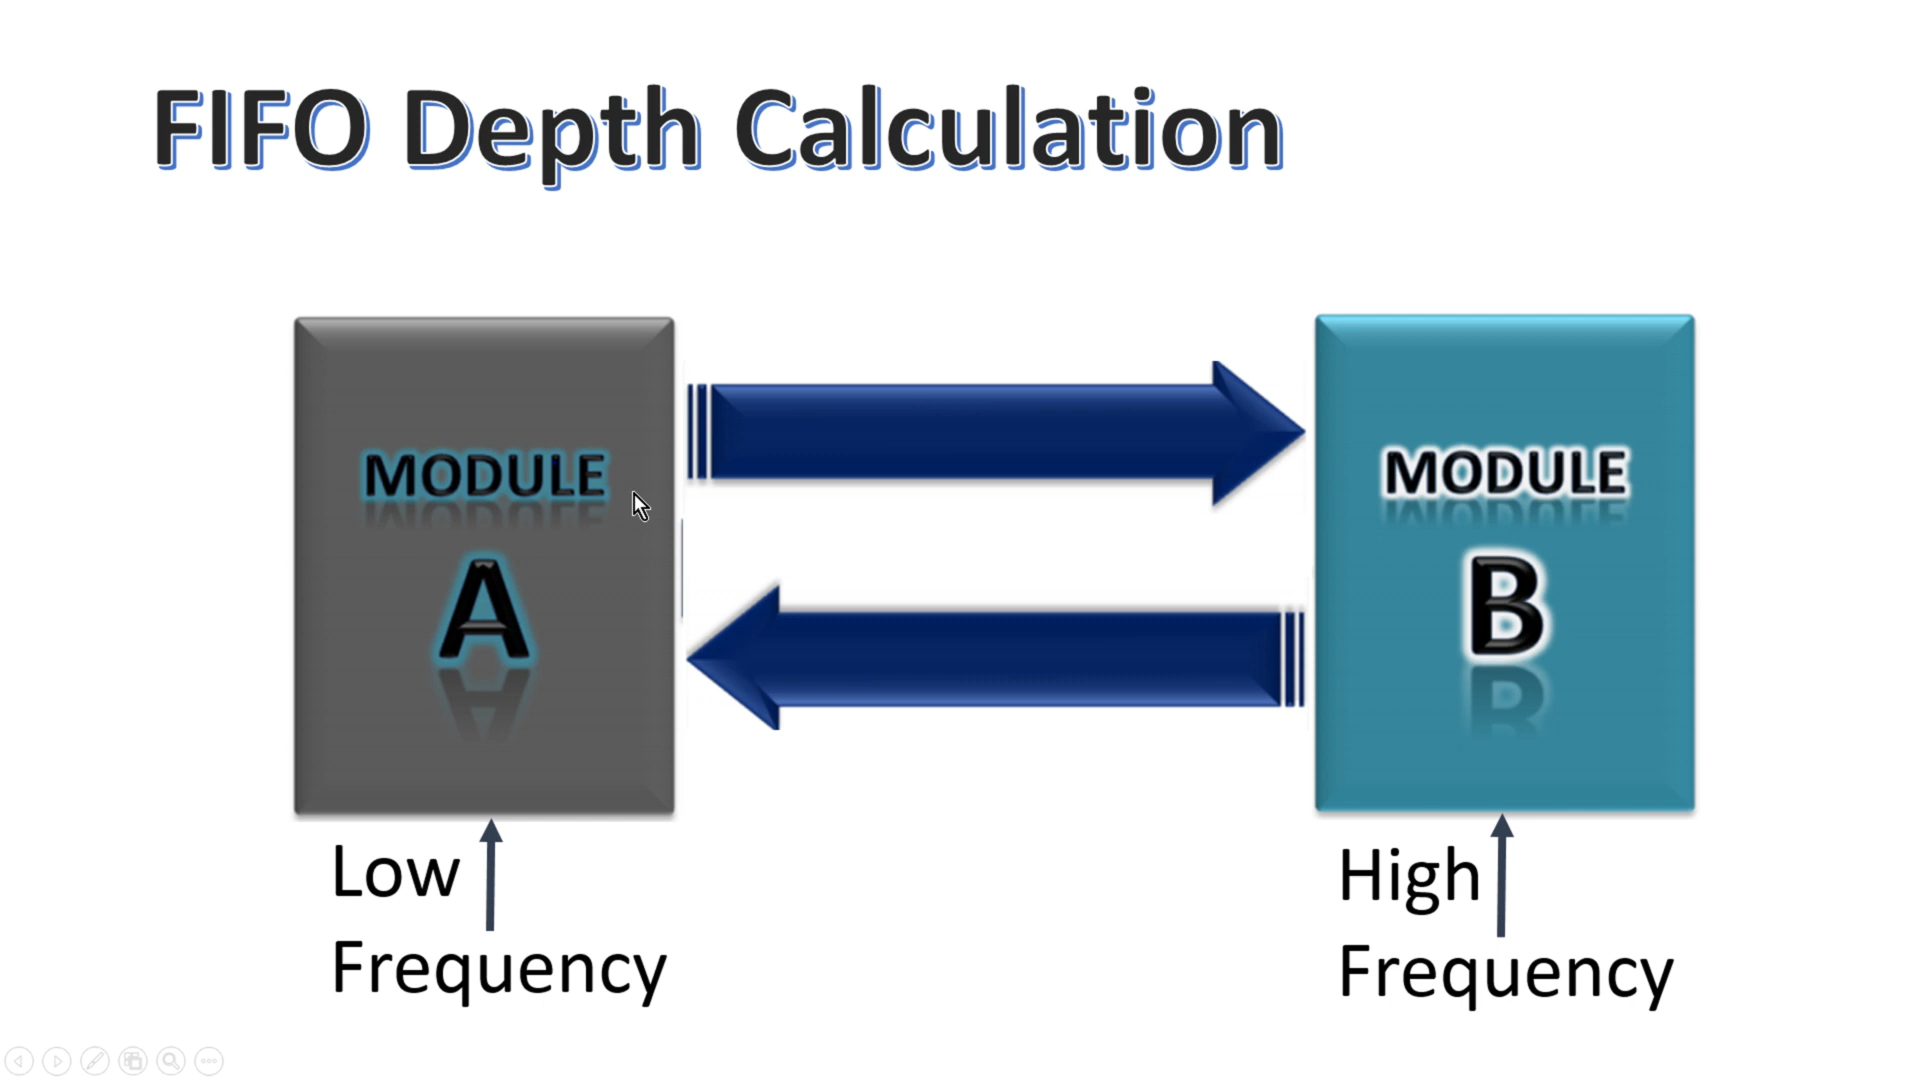 FIFO Depth Calculation
MODULE
A
MODULE
B
Low
Frequency
High
Frequency